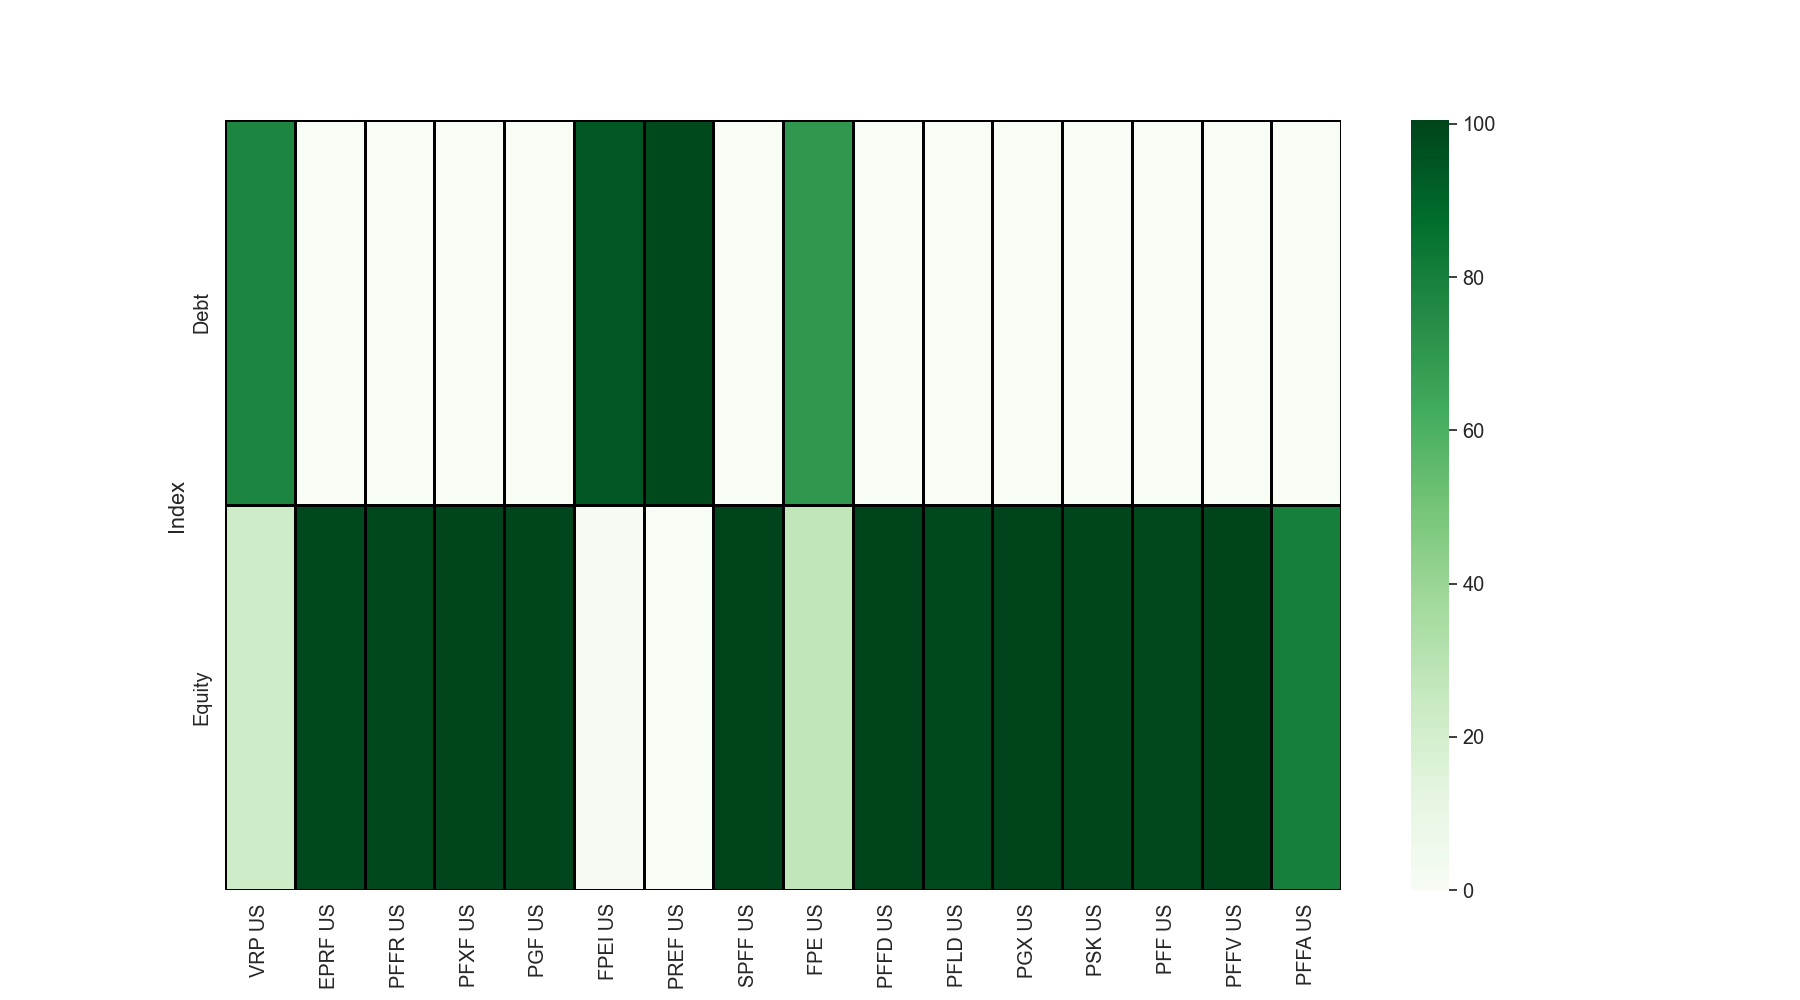 Index
Debt
Equity
VRP US
EPRF US
PFFR US
PFXF US
PGF US
FPEI US
PREF US
SPFF US
FPE US
PFFD US
PFLD US
PGX US
PSK US
PFF US
PFFV US
PFFA US
100
80
60
40
20
0